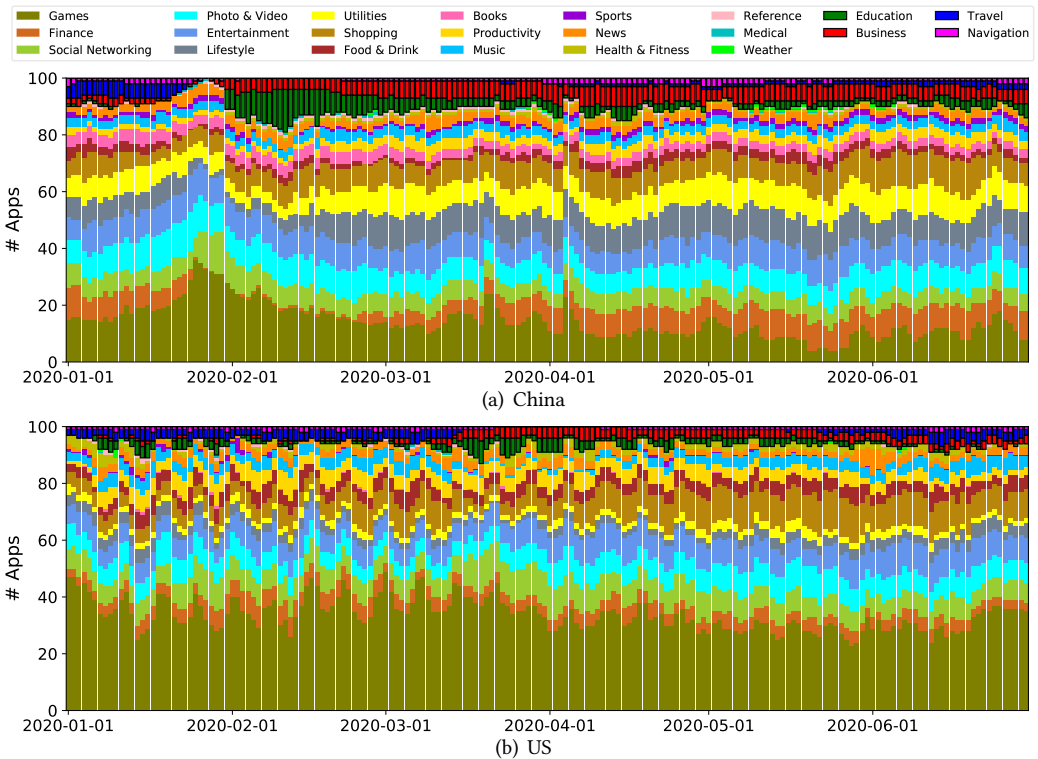 Games Photo & Video Utilities Books Sports Reference Education Travel
Finance Entertainment Shopping Productivity News Medical Business Navigation
Social Networking Lifestyle Food & Drink Music Health & Fitness Weather
100
80
60
40
20
0
# Apps
2020-01-01 2020-02-01 2020-03-01 2020-04-01 2020-05-01 2020-06-01
(a) China
100
80
60
40
20
0
# Apps
2020-01-01 2020-02-01 2020-03-01 2020-04-01 2020-05-01 2020-06-01
(b) US